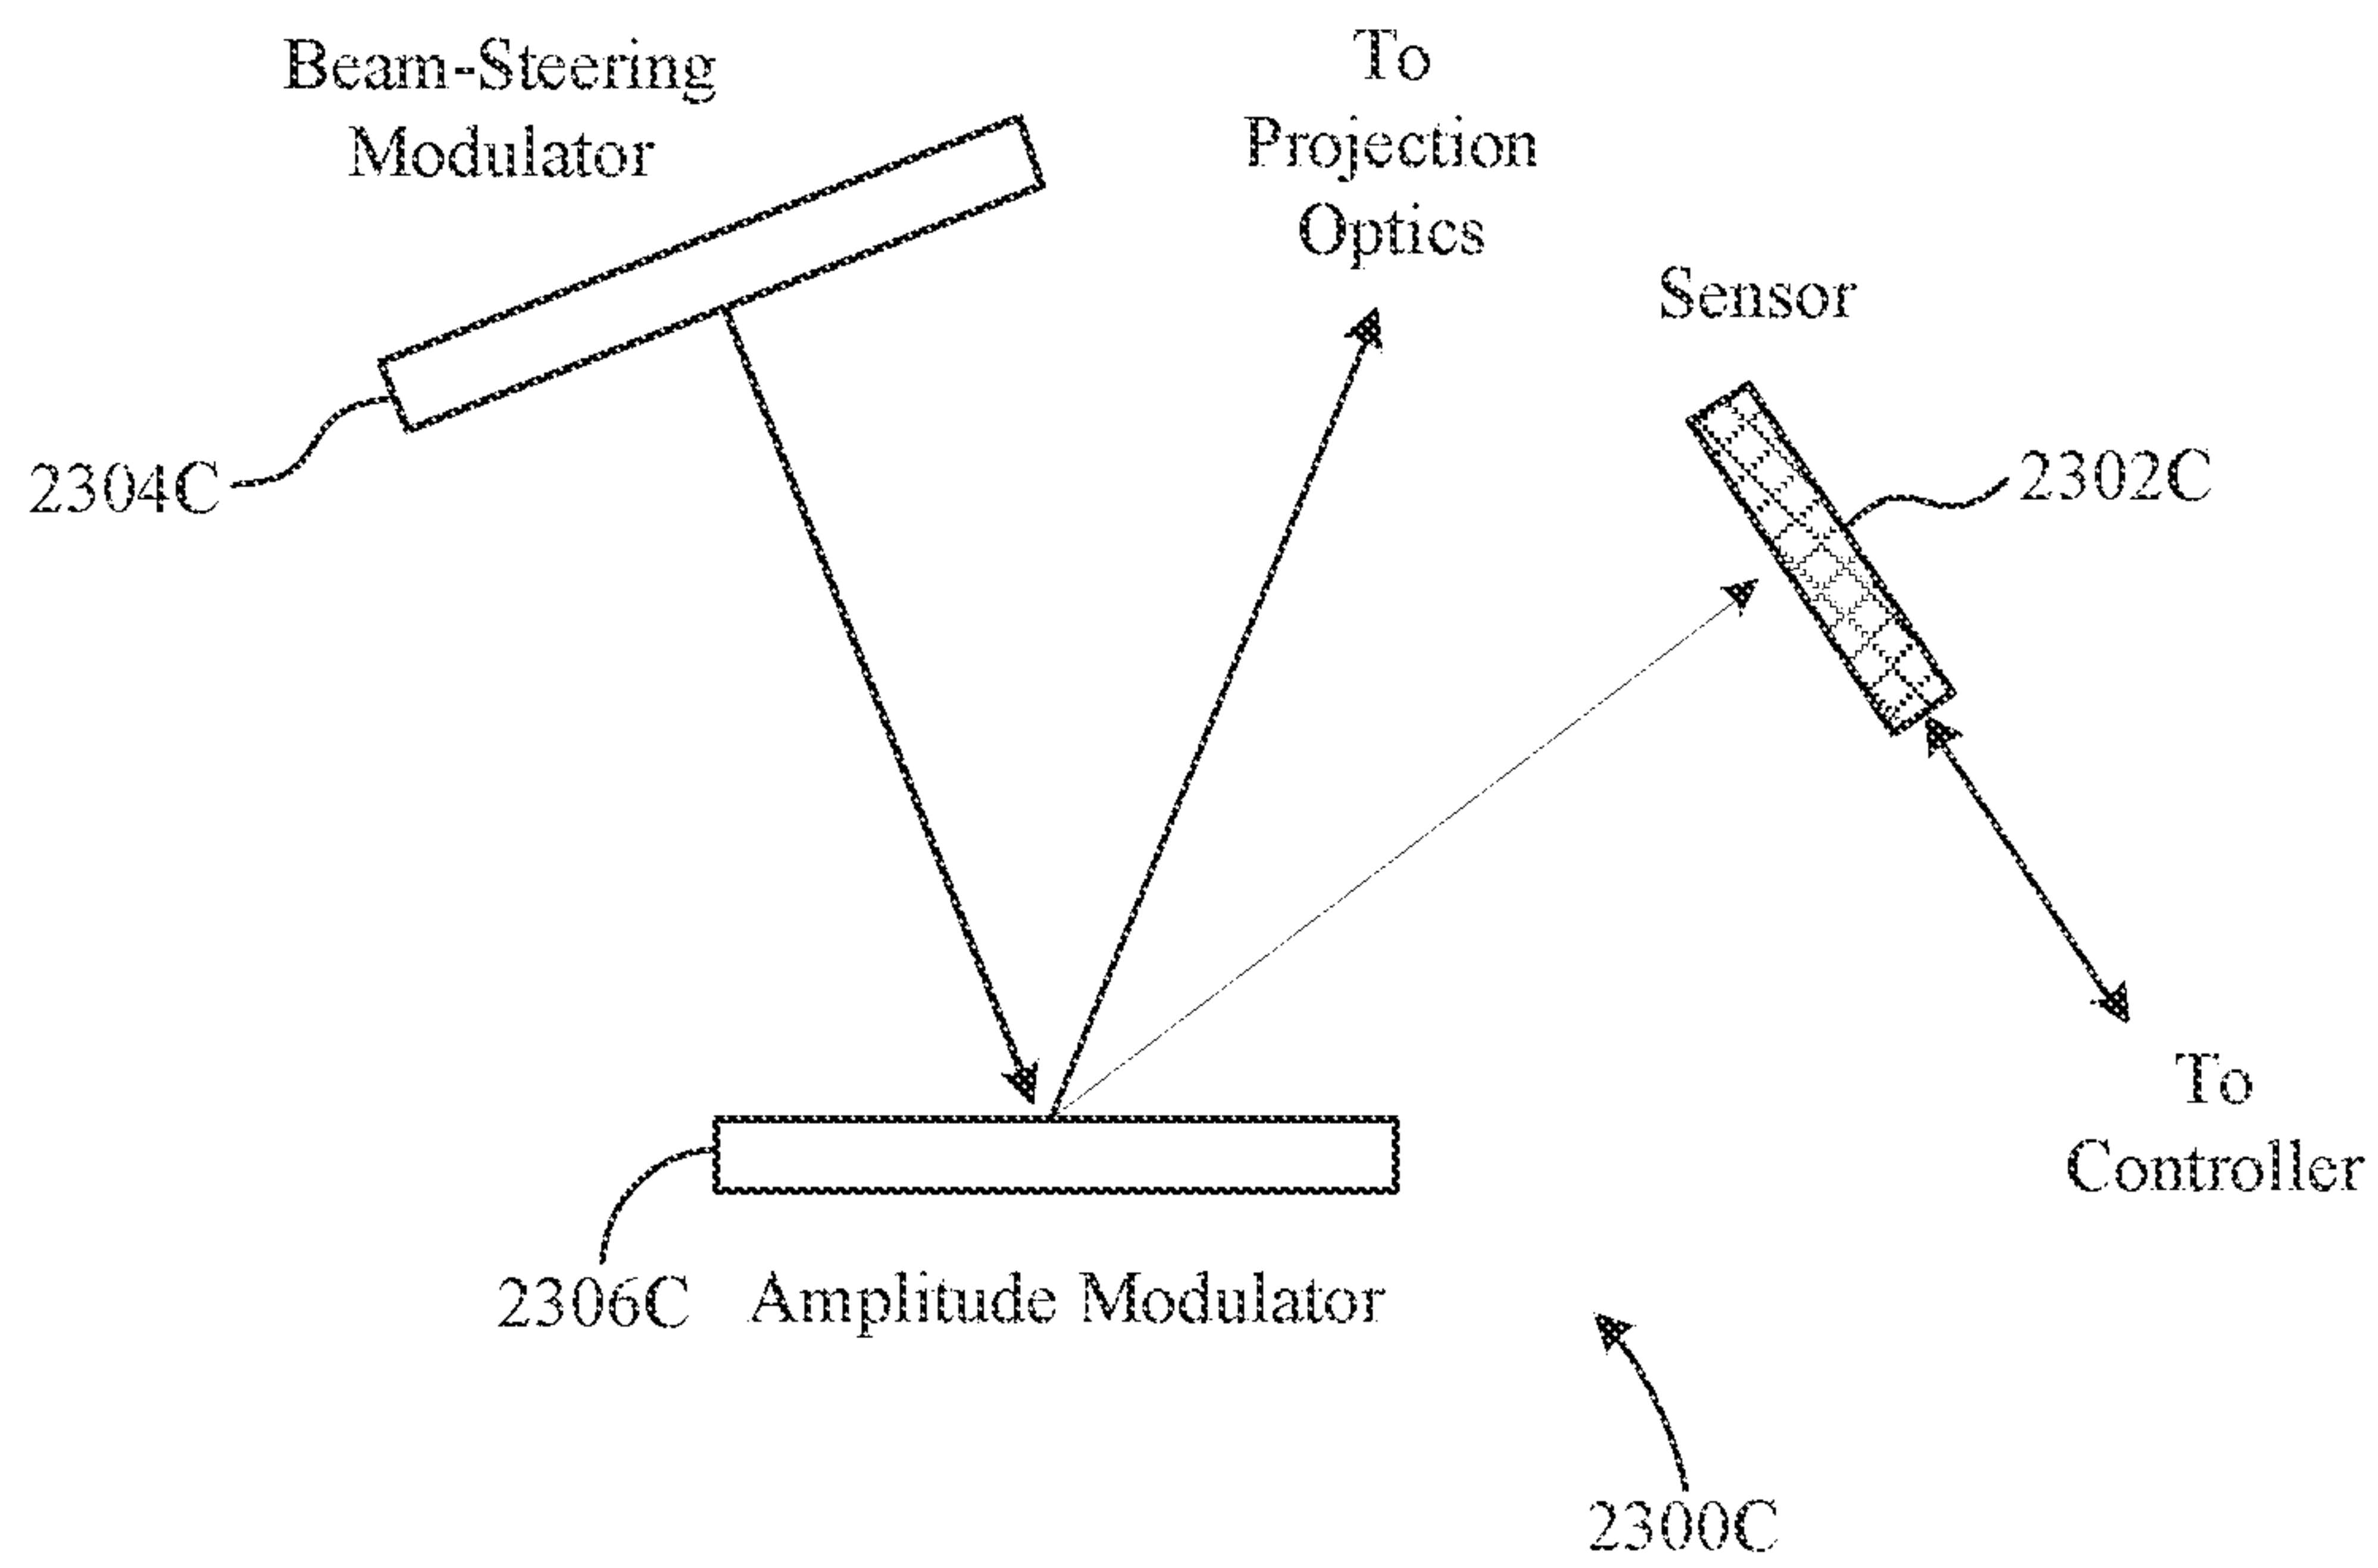 Beam-Steering
Modulator
To
Projection
Optics
Sensor
2304C
2302C
To
Controller
2306C
Amplitude Modulator
2300C